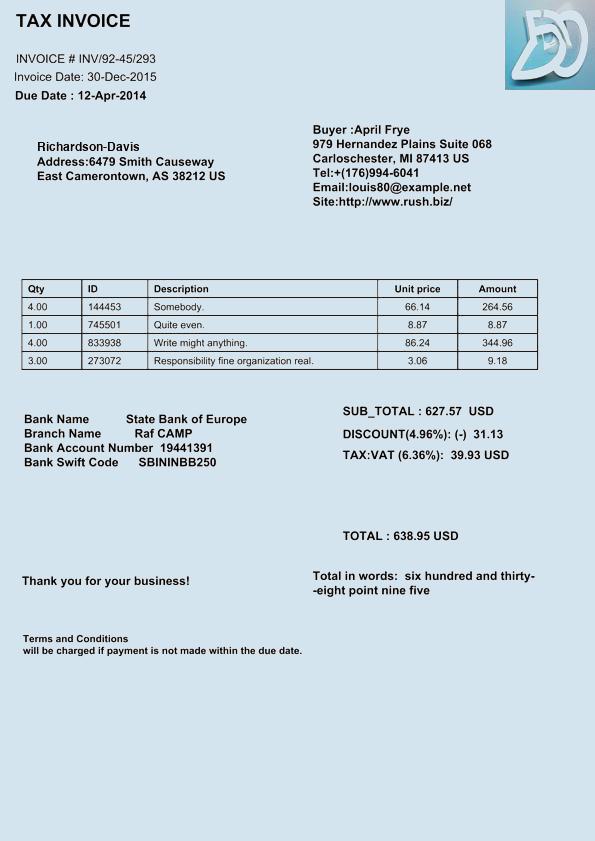 TAX INVOICE
INVOICE # INV/92-45/293
Invoice Date: 30-Dec-2015
Due Date : 12-Apr-2014
Richardson-Davis
Address:6479 Smith Causeway
East Camerontown, AS 38212 US
Buyer :April Frye
979 Hernandez Plains Suite 068
Carloschester, MI 87413 US
Tel:+(176)994-6041
Email:louis80@example.net
Site:http://www.rush.biz/
Qty ID Description Unit price Amount
4.00 144453 Somebody. 66.14 264.56
1.00 745501 Quite even. 8.87 8.87
4.00 833938 Write might anything. 86.24 344.96
3.00 273072 Responsibility fine organization real. 3.06 9.18
Bank Name State Bank of Europe
Branch Name Raf CAMP
Bank Account Number 19441391
Bank Swift Code SBININBB250
SUB_TOTAL : 627.57 USD
DISCOUNT(4.96%): (-) 31.13
TAX:VAT (6.36%): 39.93 USD
TOTAL : 638.95 USD
Thank you for your business!
Total in words: six hundred and thirty-
-eight point nine five
Terms and Conditions
will be charged if payment is not made within the due date.